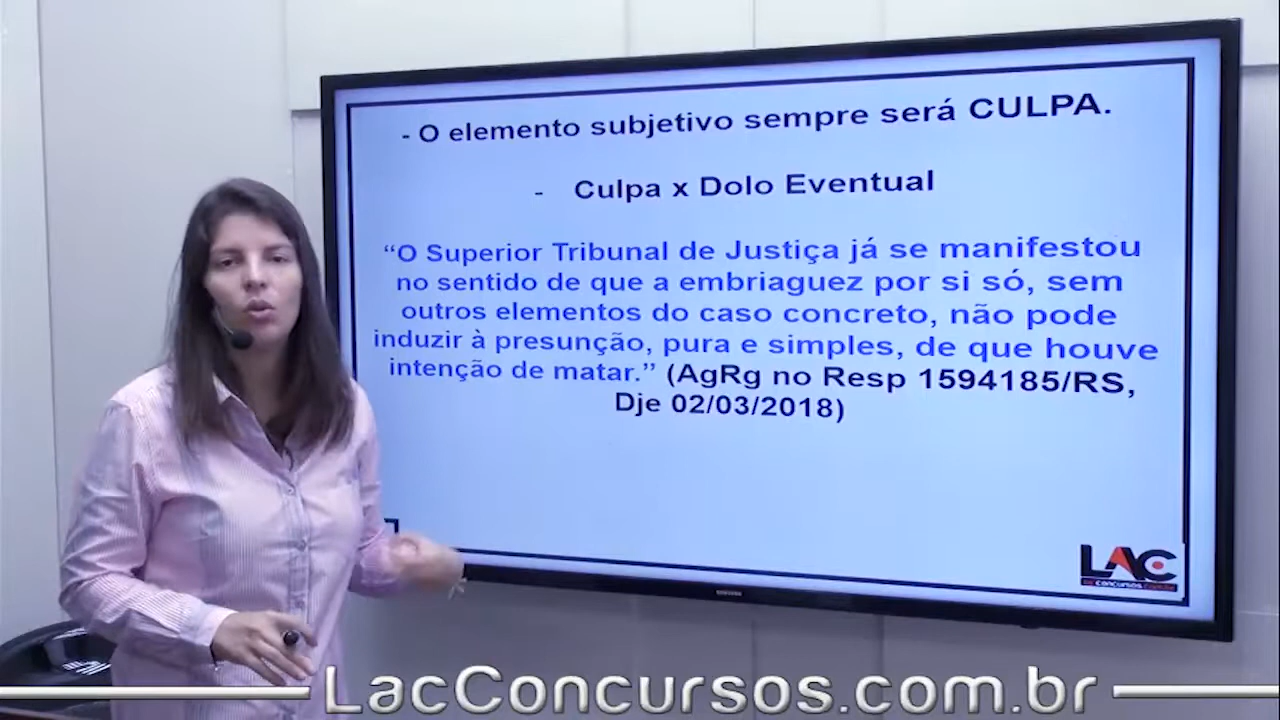 - O elemento subjetivo sempre será CULPA.
- Culpa x Dolo Eventual
“O Superior Tribunal de Justiça já se manifestou
no sentido de que a embriaguez por si só, sem
outros elementos do caso concreto, não pode
induzir à presunção, pura e simples, de que houve
intenção de matar.” (AgRg no Resp 1594185/RS,
Dje 02/03/2018)
LAC
SAMSUNG
LacConcursos.com.br